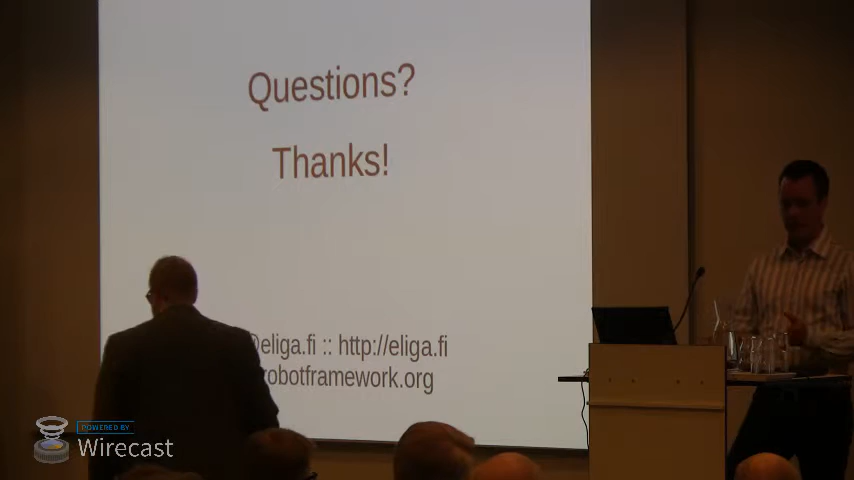 Questions?
Thanks!
@eliga.fi :: http://eliga.fi
robotframework.org
POWERED BY
Wirecast